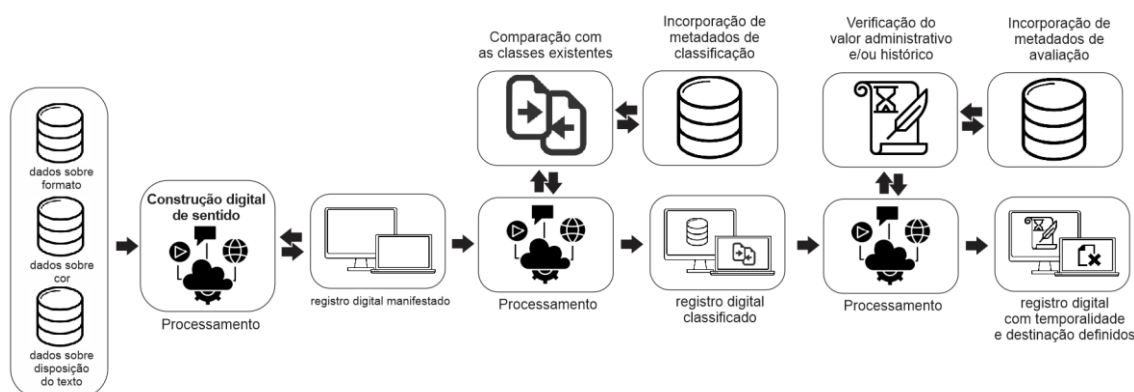 dados sobre
formato
dados sobre
cor
dados sobre
disposição
do texto
Construção digital
de sentido
Processamento
registro digital manifestado
Comparação com
as classes existentes
Incorporação de
metadados de
classificação
Processamento
registro digital
classificado
Verificação do
valor administrativo
e/ou histórico
Incorporação de
metadados de
avaliação
Processamento
registro digital
com temporalidade
e destinação definidos